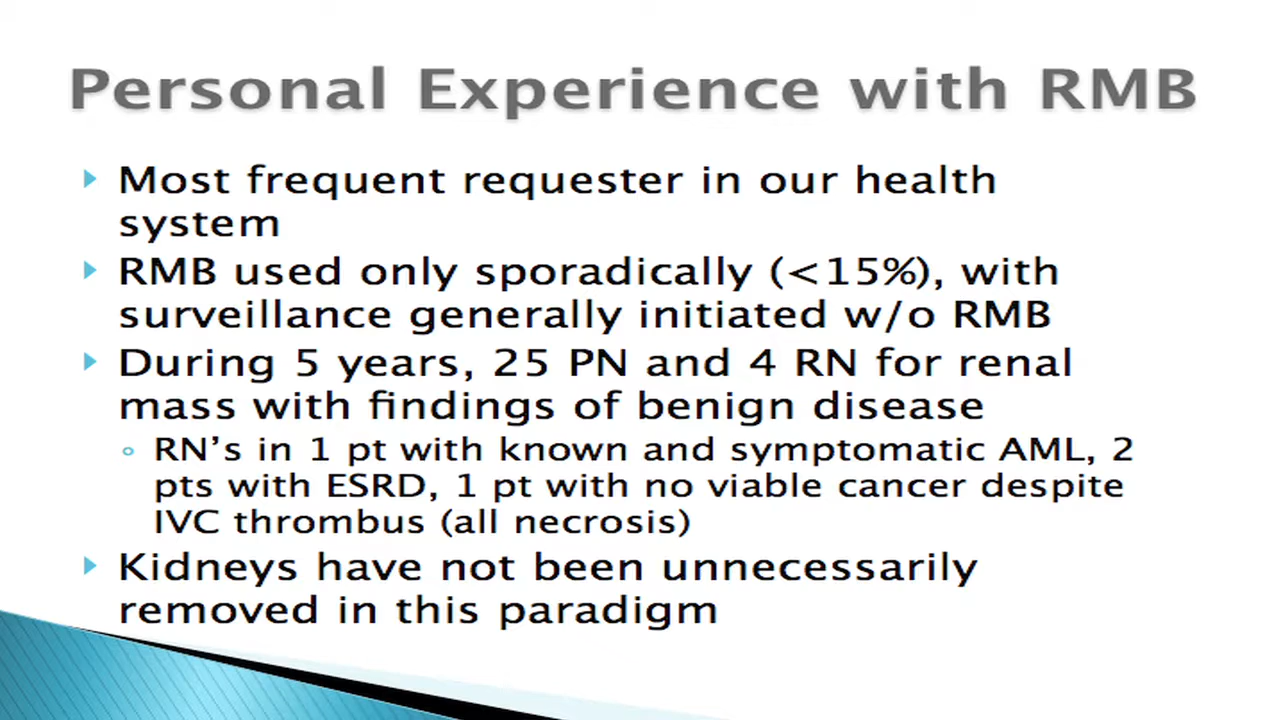 Personal Experience with RMB
Most frequent requester in our health
system
RMB used only sporadically (<15%), with
surveillance generally initiated w/o RMB
During 5 years, 25 PN and 4 RN for renal
mass with findings of benign disease
RN’s in 1 pt with known and symptomatic AML, 2
pts with ESRD, 1 pt with no viable cancer despite
IVC thrombus (all necrosis)
Kidneys have not been unnecessarily
removed in this paradigm